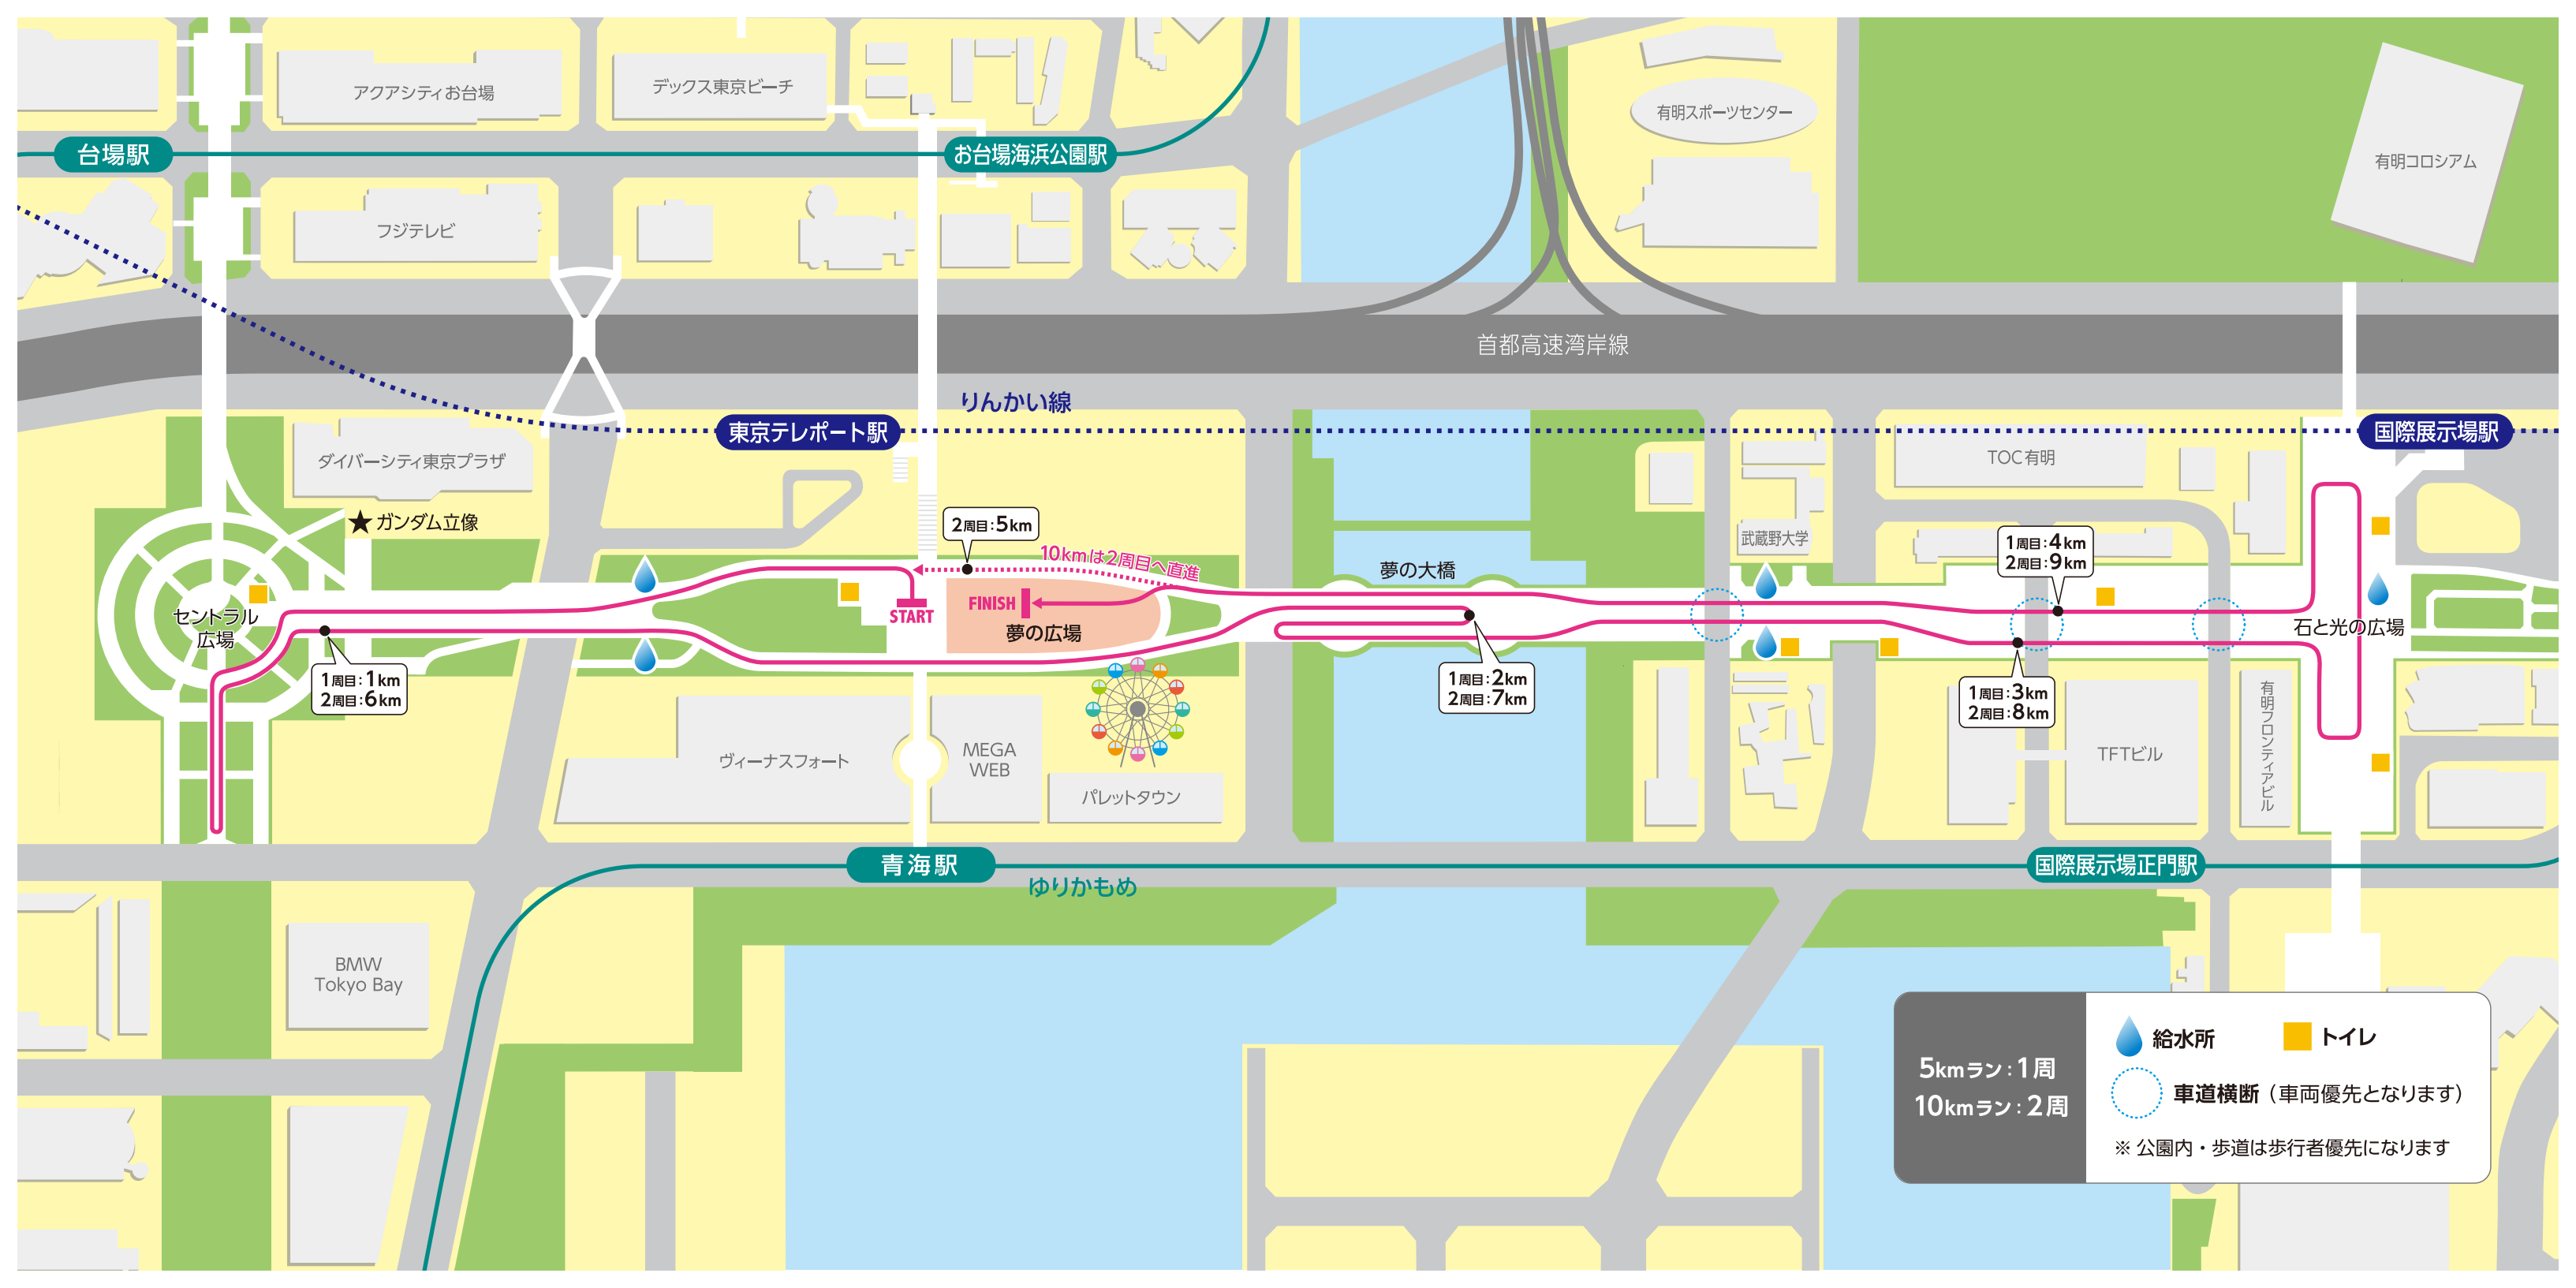 アクアシティお台場
デックス東京ビーチ
有明スポーツセンター
台場駅
お台場海浜公園駅
有明コロシアム
フジテレビ
首都高速湾岸線
りんかい線
東京テレポート駅
国際展示場駅
ダイバーシティ東京プラザ
TOC有明
★ガンダム立像
2周目:5km
10kmは2周目へ直進
武蔵野大学
1周目:4km
2周目:9km
夢の大橋
セントラル
広場
START
FINISH
夢の広場
石と光の広場
1周目:1km
2周目:6km
1周目:2km
2周目:7km
1周目:3km
2周目:8km
ヴィーナスフォート
MEGA
WEB
パレットタウン
TFTビル
有明フロンティアビル
青海駅
ゆりかもめ
国際展示場正門駅
BMW
Tokyo Bay
5kmラン:1周
10kmラン:2周
給水所
トイレ
車道横断（車両優先となります）
※ 公園内・歩道は歩行者優先になります